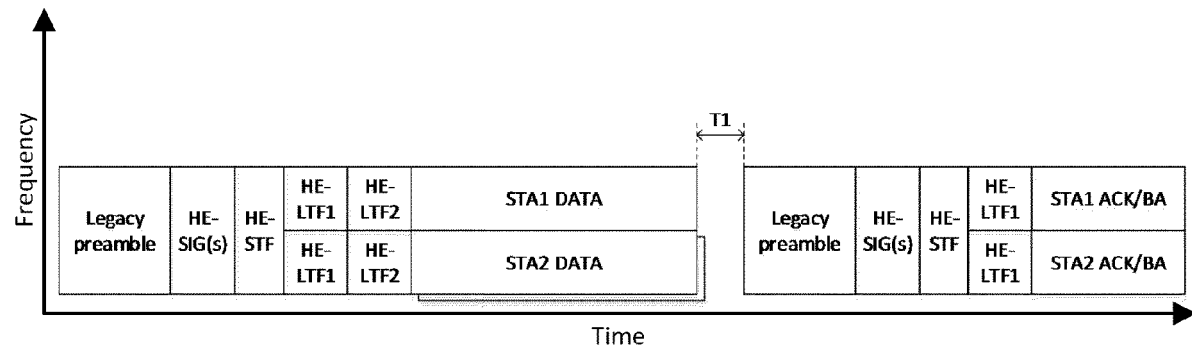 Frequency
T1
Legacy
preamble
HE-
SIG(s)
HE-
STF
HE-
LTF1
HE-
LTF2
STA1 DATA
HE-
LTF1
HE-
LTF2
STA2 DATA
Legacy
preamble
HE-
SIG(s)
HE-
STF
HE-
LTF1
STA1 ACK/BA
HE-
LTF1
STA2 ACK/BA
Time